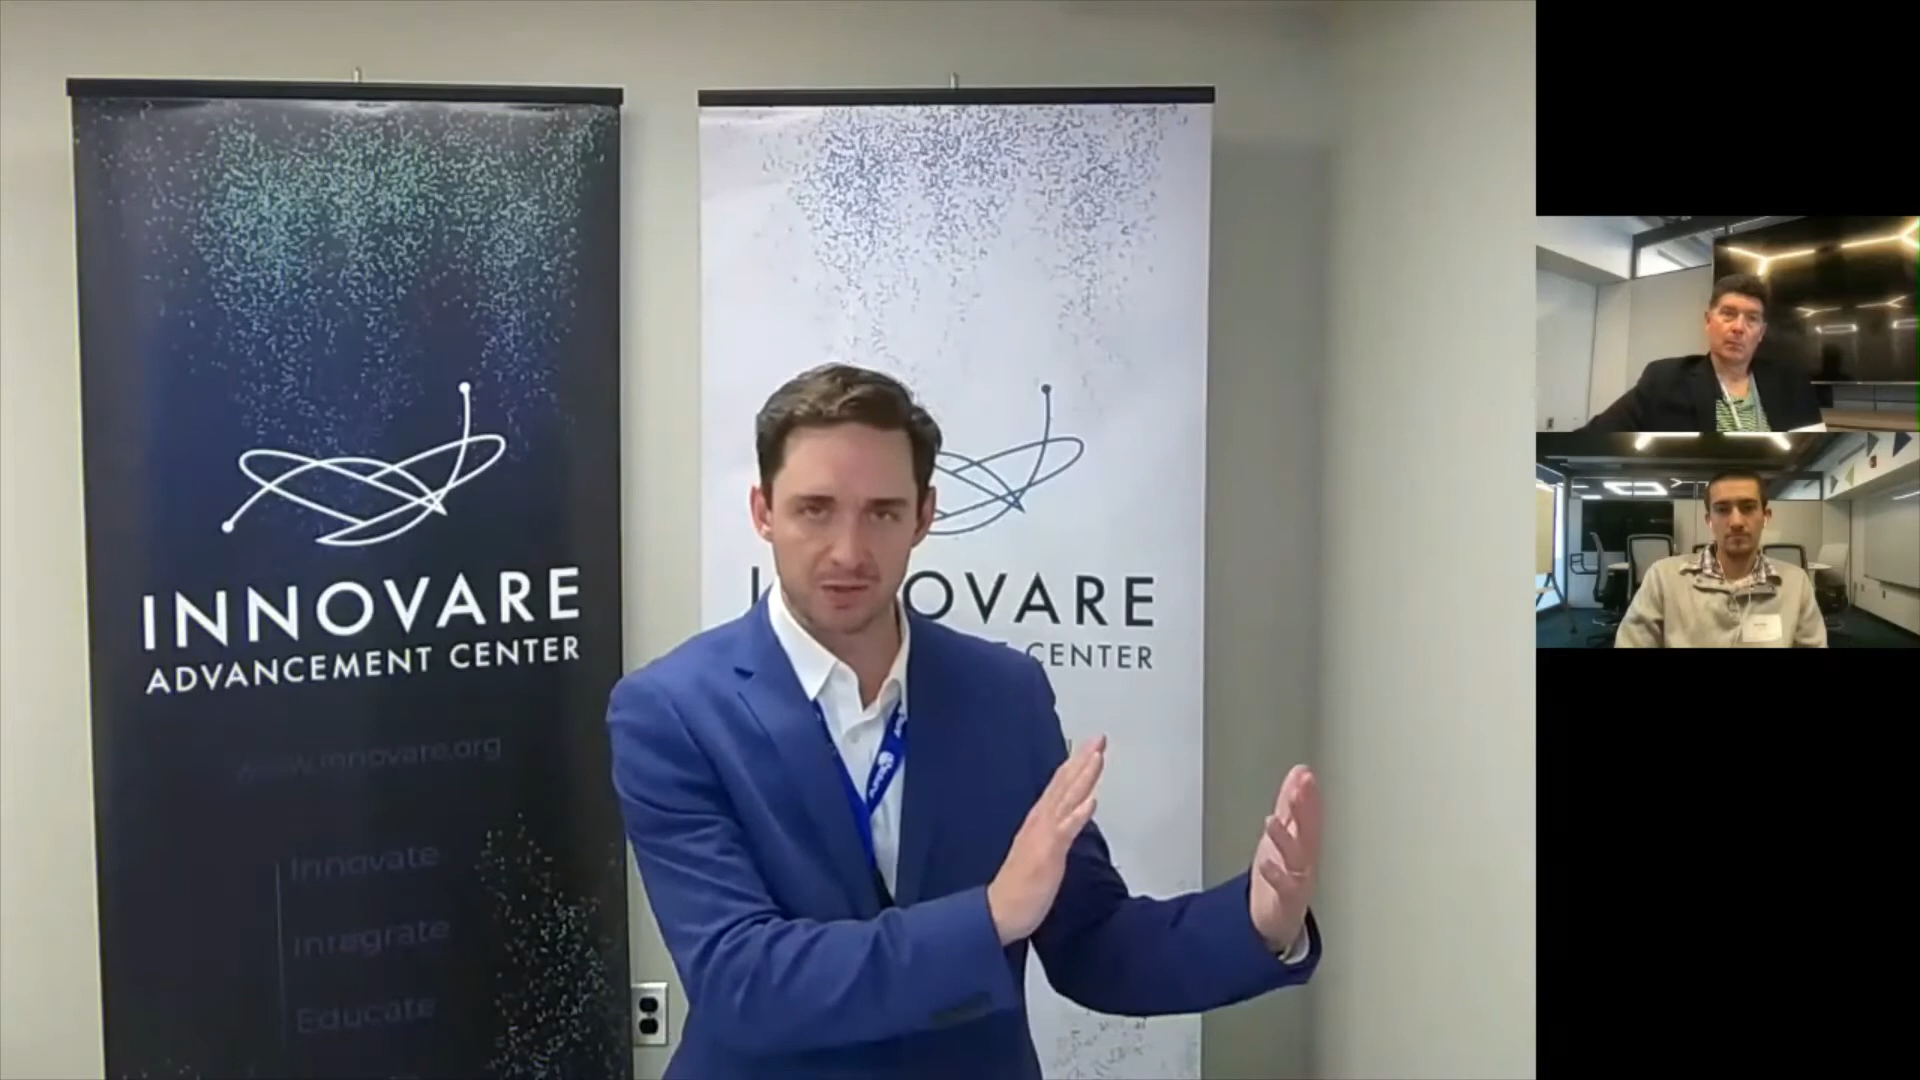 INNOVARE
ADVANCEMENT CENTER
www.innovare.org
Innovate
Integrate
Educate
OVARE
CENTER